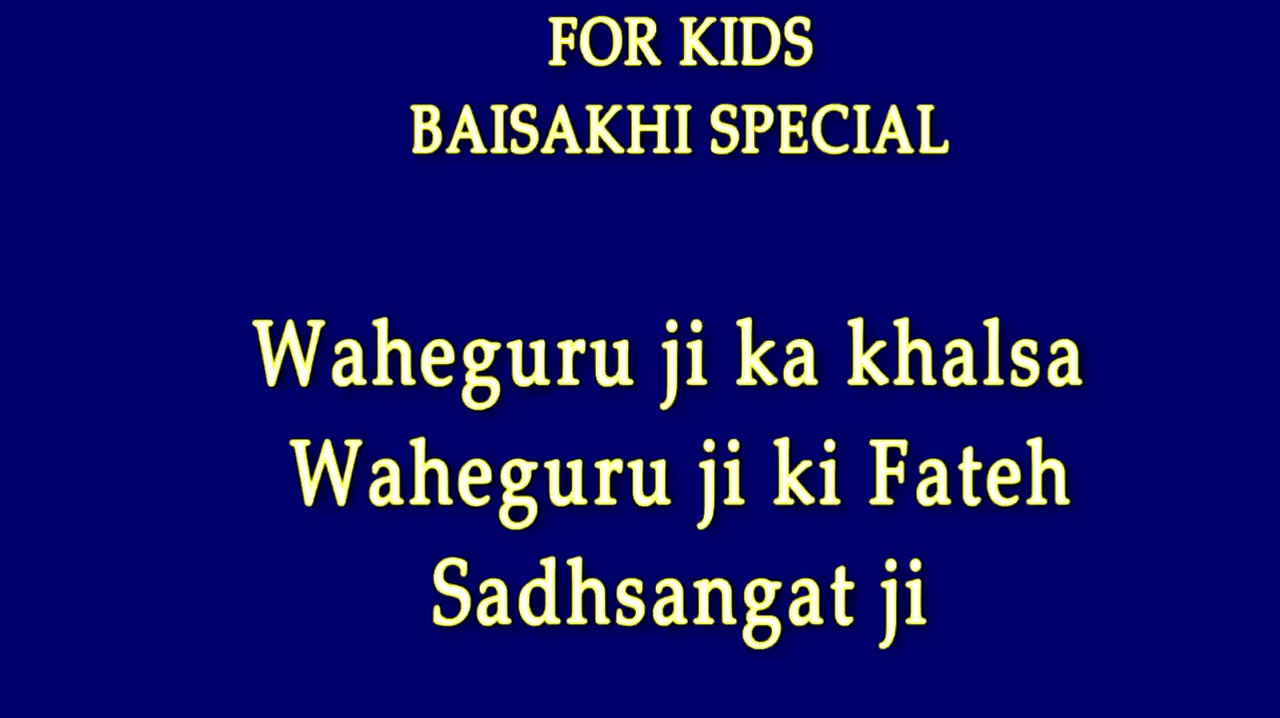 FOR KIDS
BAISAKHI SPECIAL
Waheguru ji ka khalsa
Waheguru ji ki Fateh
Sadhsangat ji